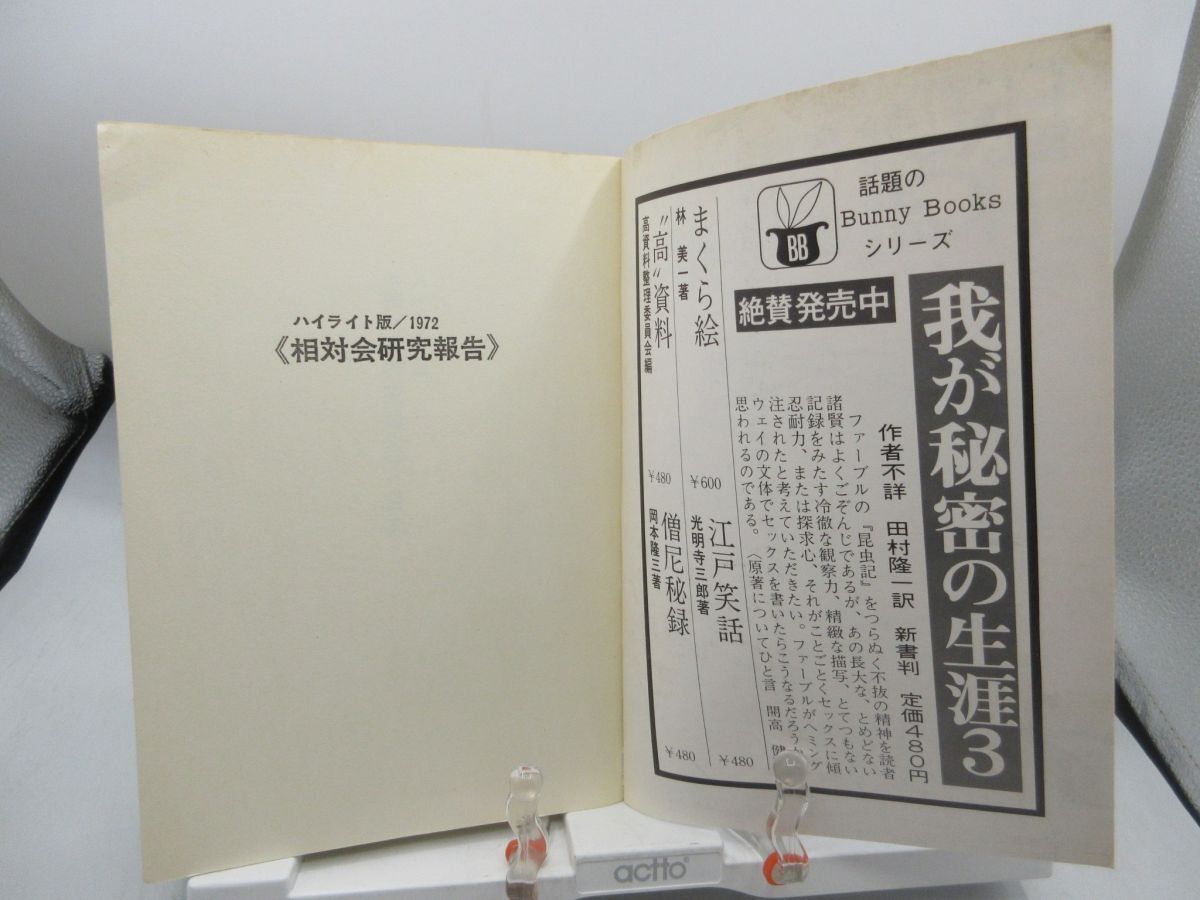 ハイライト版/1972
《相対会研究報告》
話題の
Bunny Books
シリーズ
BB
絶賛発売中
我が秘密の生涯3
作者不詳 田村隆一訳 新書判 定価480円
ファーブルの『昆虫記』をつらぬく不抜の精神を読者
諸賢はよくごぞんじであるが、あの長大な、とめどない
記録をみたす冷徹な観察力、精緻な描写、とてつもない
忍耐力、または探求心、それがことごとくセックスに傾
注されたと考えていただきたい。ファーブルがヘミング
ウェイの文体でセックスを書いたらこうなるだろうか
思われるのである。〈原著についてひと言 開高 健
まくら絵
林 美一著
¥600
江戸笑話
光明寺三郎著
¥480
"高"資料
高資料整理委員会編
¥480
僧尼秘録
岡本隆三著
¥480
actto